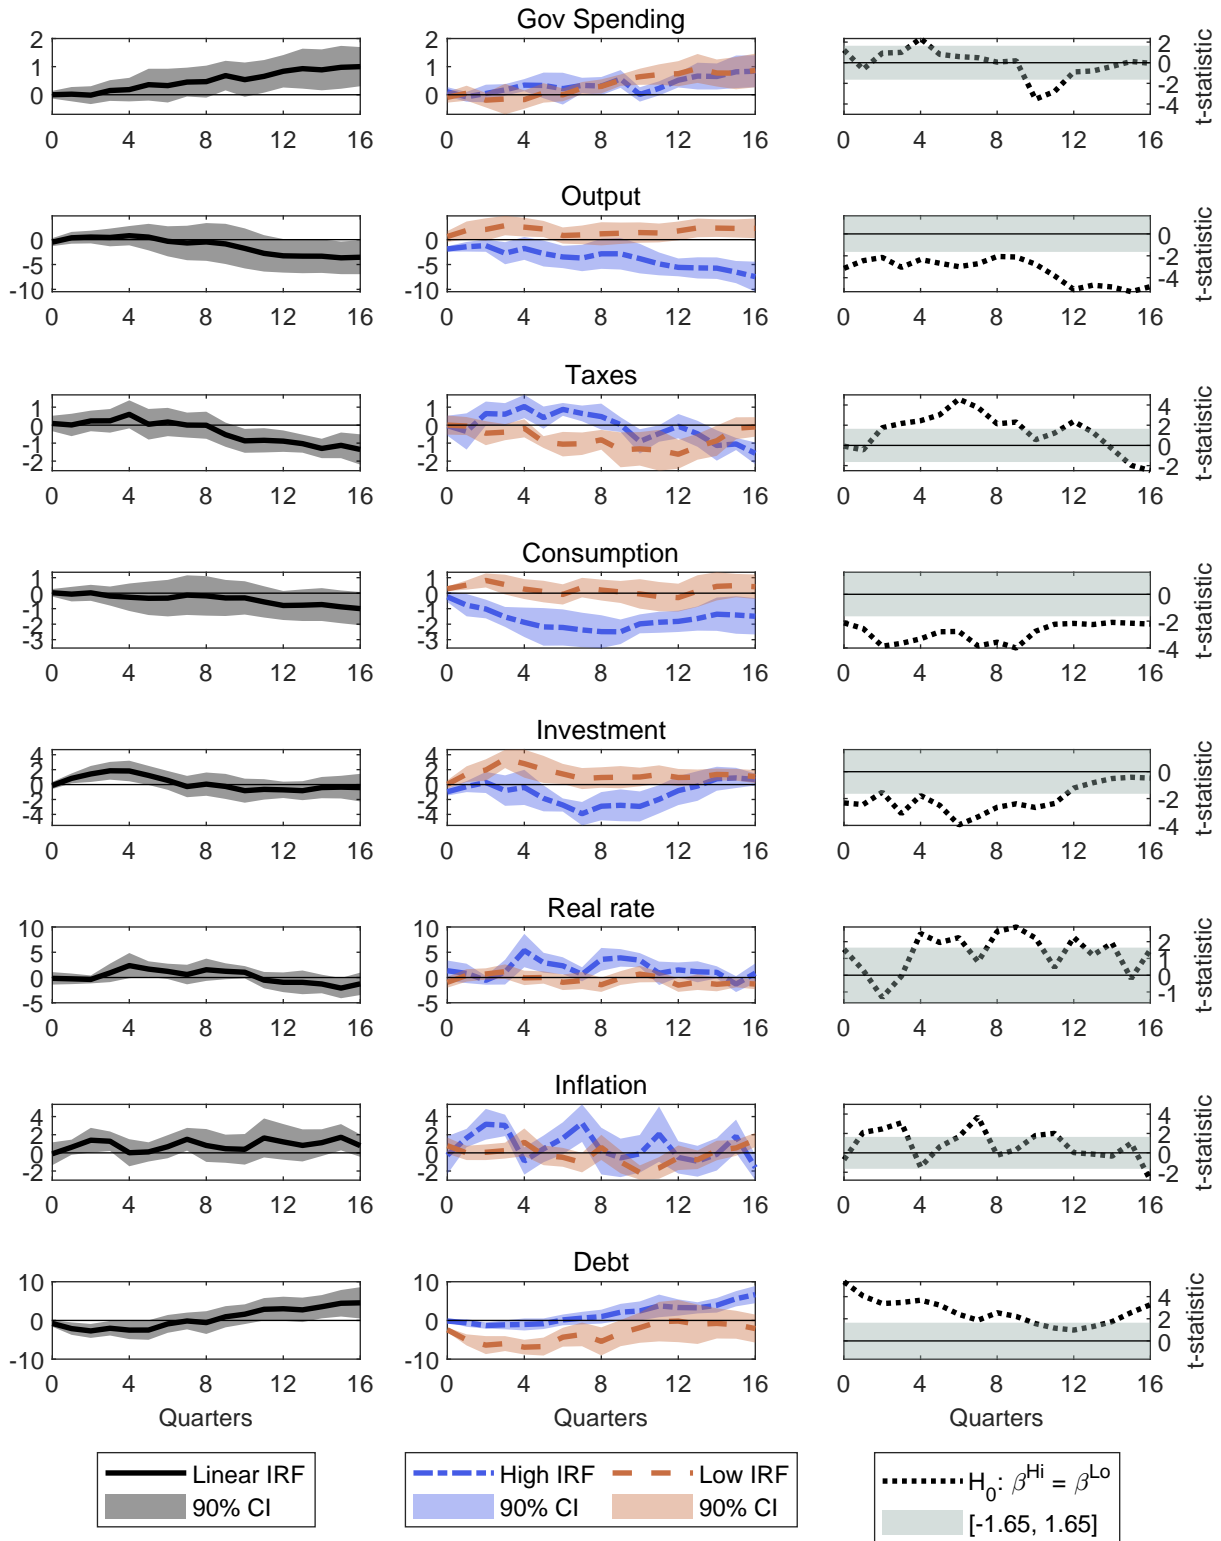 Gov Spending
2
1
0
0 4 8 12 16
1
0
0 4 8 12 16
2
0
-2
-4
t-statistic
0 4 8 12 16
Output
0
-5
-10
0 4 8 12 16
0
-5
-10
0 4 8 12 16
0
-2
-4
t-statistic
0 4 8 12 16
Taxes
1
0
-1
-2
0 4 8 12 16
1
0
-1
-2
0 4 8 12 16
4
2
0
-2
t-statistic
0 4 8 12 16
Consumption
1
0
-1
-2
-3
0 4 8 12 16
1
0
-1
-2
-3
0 4 8 12 16
0
-2
-4
t-statistic
0 4 8 12 16
Investment
4
2
0
-2
-4
0 4 8 12 16
4
2
0
-2
-4
0 4 8 12 16
0
-2
-4
t-statistic
0 4 8 12 16
Real rate
10
5
0
-5
0 4 8 12 16
10
5
0
5
0 4 8 12 16
2
1
0
-1
t-statistic
0 4 8 12 16
Inflation
4
2
0
-2
0 4 8 12 16
4
2
0
-2
0 4 8 12 16
4
2
0
-2
t-statistic
0 4 8 12 16
Debt
10
0
-10
0 4 8 12 16
Quarters
10
0
-10
0 4 8 12 16
Quarters
4
2
0
t-statistic
0 4 8 12 16
Quarters
Linear IRF
90% CI
High IRF Low IRF
90% CI 90% CI
H₀: β^Hi = β^Lo
[-1.65, 1.65]